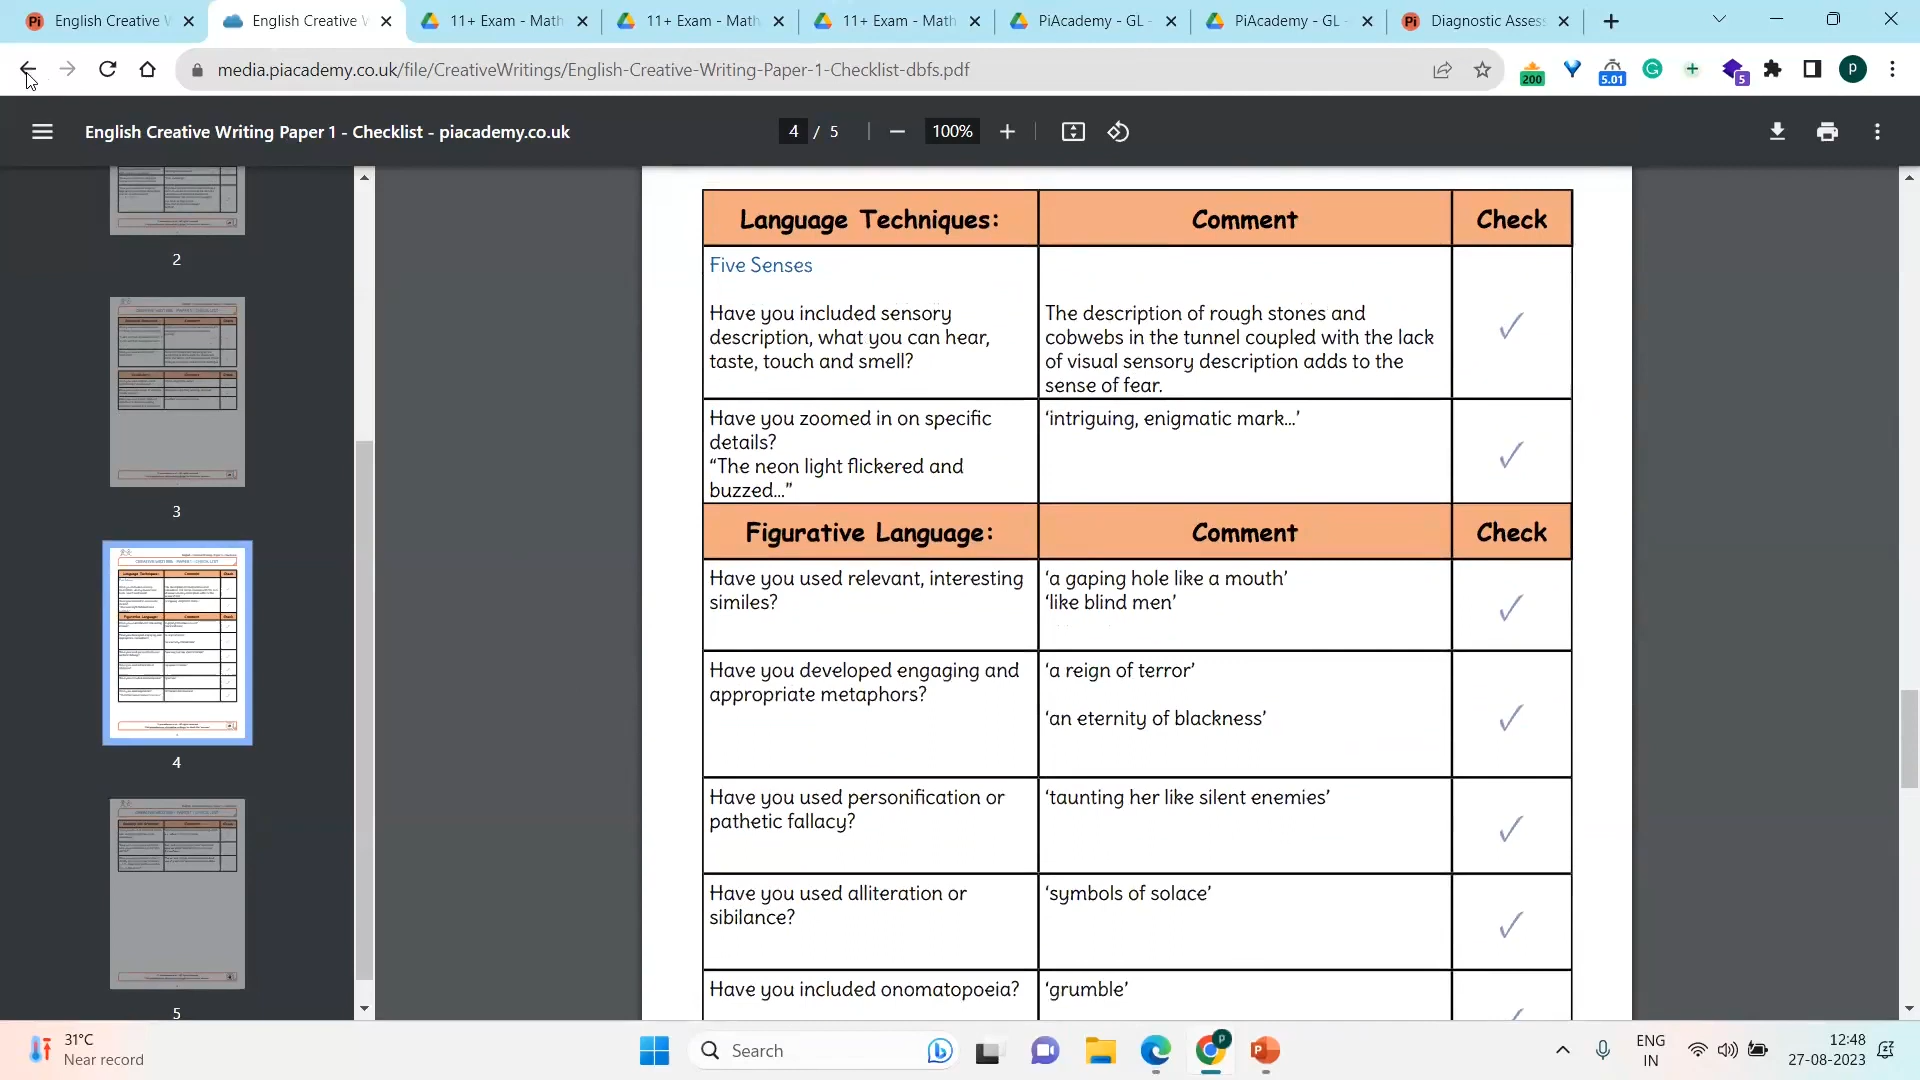 English Creative W
English Creative V
11+ Exam - Math
11+ Exam - Math
11+ Exam - Math
PiAcademy - GL -
PiAcademy - GL -
Diagnostic Assess
media.piacademy.co.uk/file/CreativeWritings/English-Creative-Writing-Paper-1-Checklist-dbfs.pdf
200
5.01
5
P
English Creative Writing Paper 1 - Checklist - piacademy.co.uk
4 / 5
100%
2
3
4
5
Language Techniques:
Comment
Check
Five Senses
Have you included sensory
description, what you can hear,
taste, touch and smell?
The description of rough stones and
cobwebs in the tunnel coupled with the lack
of visual sensory description adds to the
sense of fear.
Have you zoomed in on specific
details?
“The neon light flickered and
buzzed...”
‘intriguing, enigmatic mark...’
Figurative Language:
Comment
Check
Have you used relevant, interesting
similes?
‘a gaping hole like a mouth’
‘like blind men’
Have you developed engaging and
appropriate metaphors?
‘a reign of terror’
‘an eternity of blackness’
Have you used personification or
pathetic fallacy?
‘taunting her like silent enemies’
Have you used alliteration or
sibilance?
‘symbols of solace’
Have you included onomatopoeia?
‘grumble’
31°C
Near record
Search
ENG
IN
12:48
27-08-2023